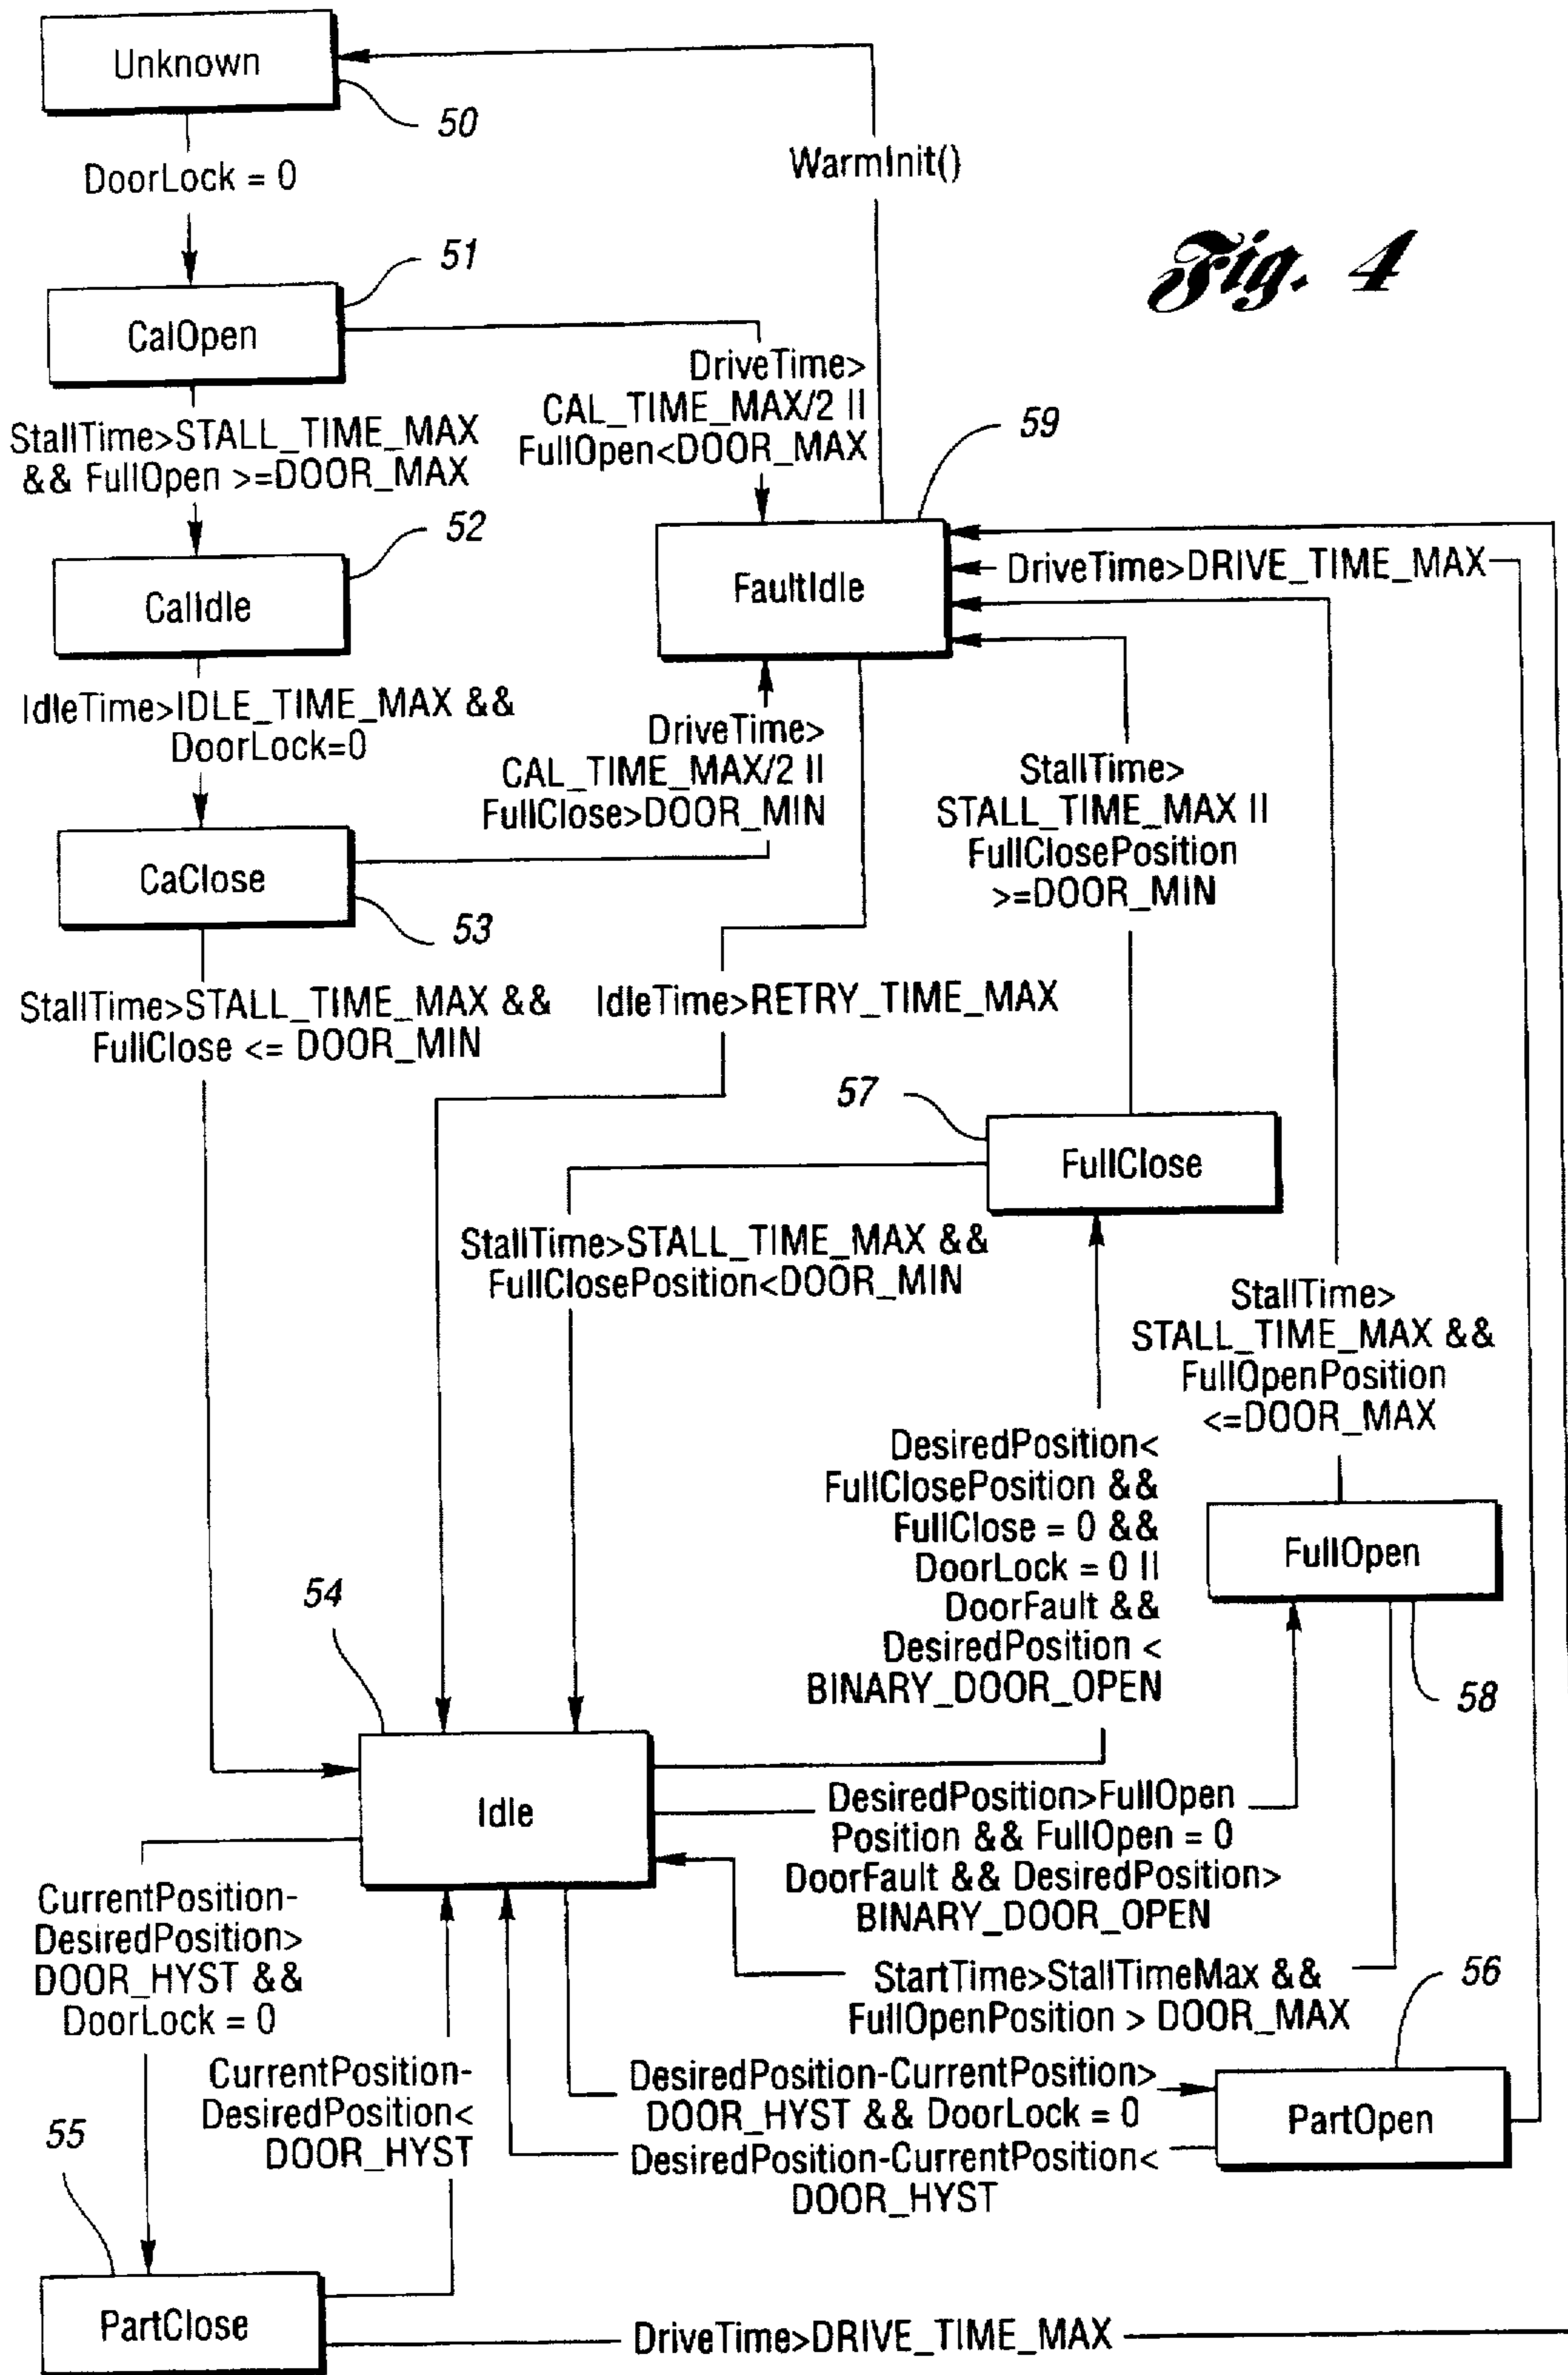 Unknown
50
DoorLock = 0
WarmInit()
Fig. 4
51
CalOpen
DriveTime>
CAL_TIME_MAX/2 ||
FullOpen<DOOR_MAX
StallTime>STALL_TIME_MAX
&& FullOpen >=DOOR_MAX
59
52
CalIdle
FaultIdle
DriveTime>DRIVE_TIME_MAX
IdleTime>IDLE_TIME_MAX &&
DoorLock=0
DriveTime>
CAL_TIME_MAX/2 ||
FullClose>DOOR_MIN
StallTime>
STALL_TIME_MAX ||
FullClosePosition
>=DOOR_MIN
CaClose
53
StallTime>STALL_TIME_MAX &&
FullClose <= DOOR_MIN
IdleTime>RETRY_TIME_MAX
57
FullClose
StallTime>STALL_TIME_MAX &&
FullClosePosition<DOOR_MIN
StallTime>
STALL_TIME_MAX &&
FullOpenPosition
<=DOOR_MAX
DesiredPosition<
FullClosePosition &&
FullClose = 0 &&
DoorLock = 0 ||
DoorFault &&
DesiredPosition <
BINARY_DOOR_OPEN
FullOpen
58
54
Idle
DesiredPosition>FullOpen
Position && FullOpen = 0
DoorFault && DesiredPosition>
BINARY_DOOR_OPEN
CurrentPosition-
DesiredPosition>
DOOR_HYST &&
DoorLock = 0
StartTime>StallTimeMax &&
FullOpenPosition > DOOR_MAX
56
CurrentPosition-
DesiredPosition<
DOOR_HYST
DesiredPosition-CurrentPosition>
DOOR_HYST && DoorLock = 0
PartOpen
DesiredPosition-CurrentPosition<
DOOR_HYST
55
PartClose
DriveTime>DRIVE_TIME_MAX